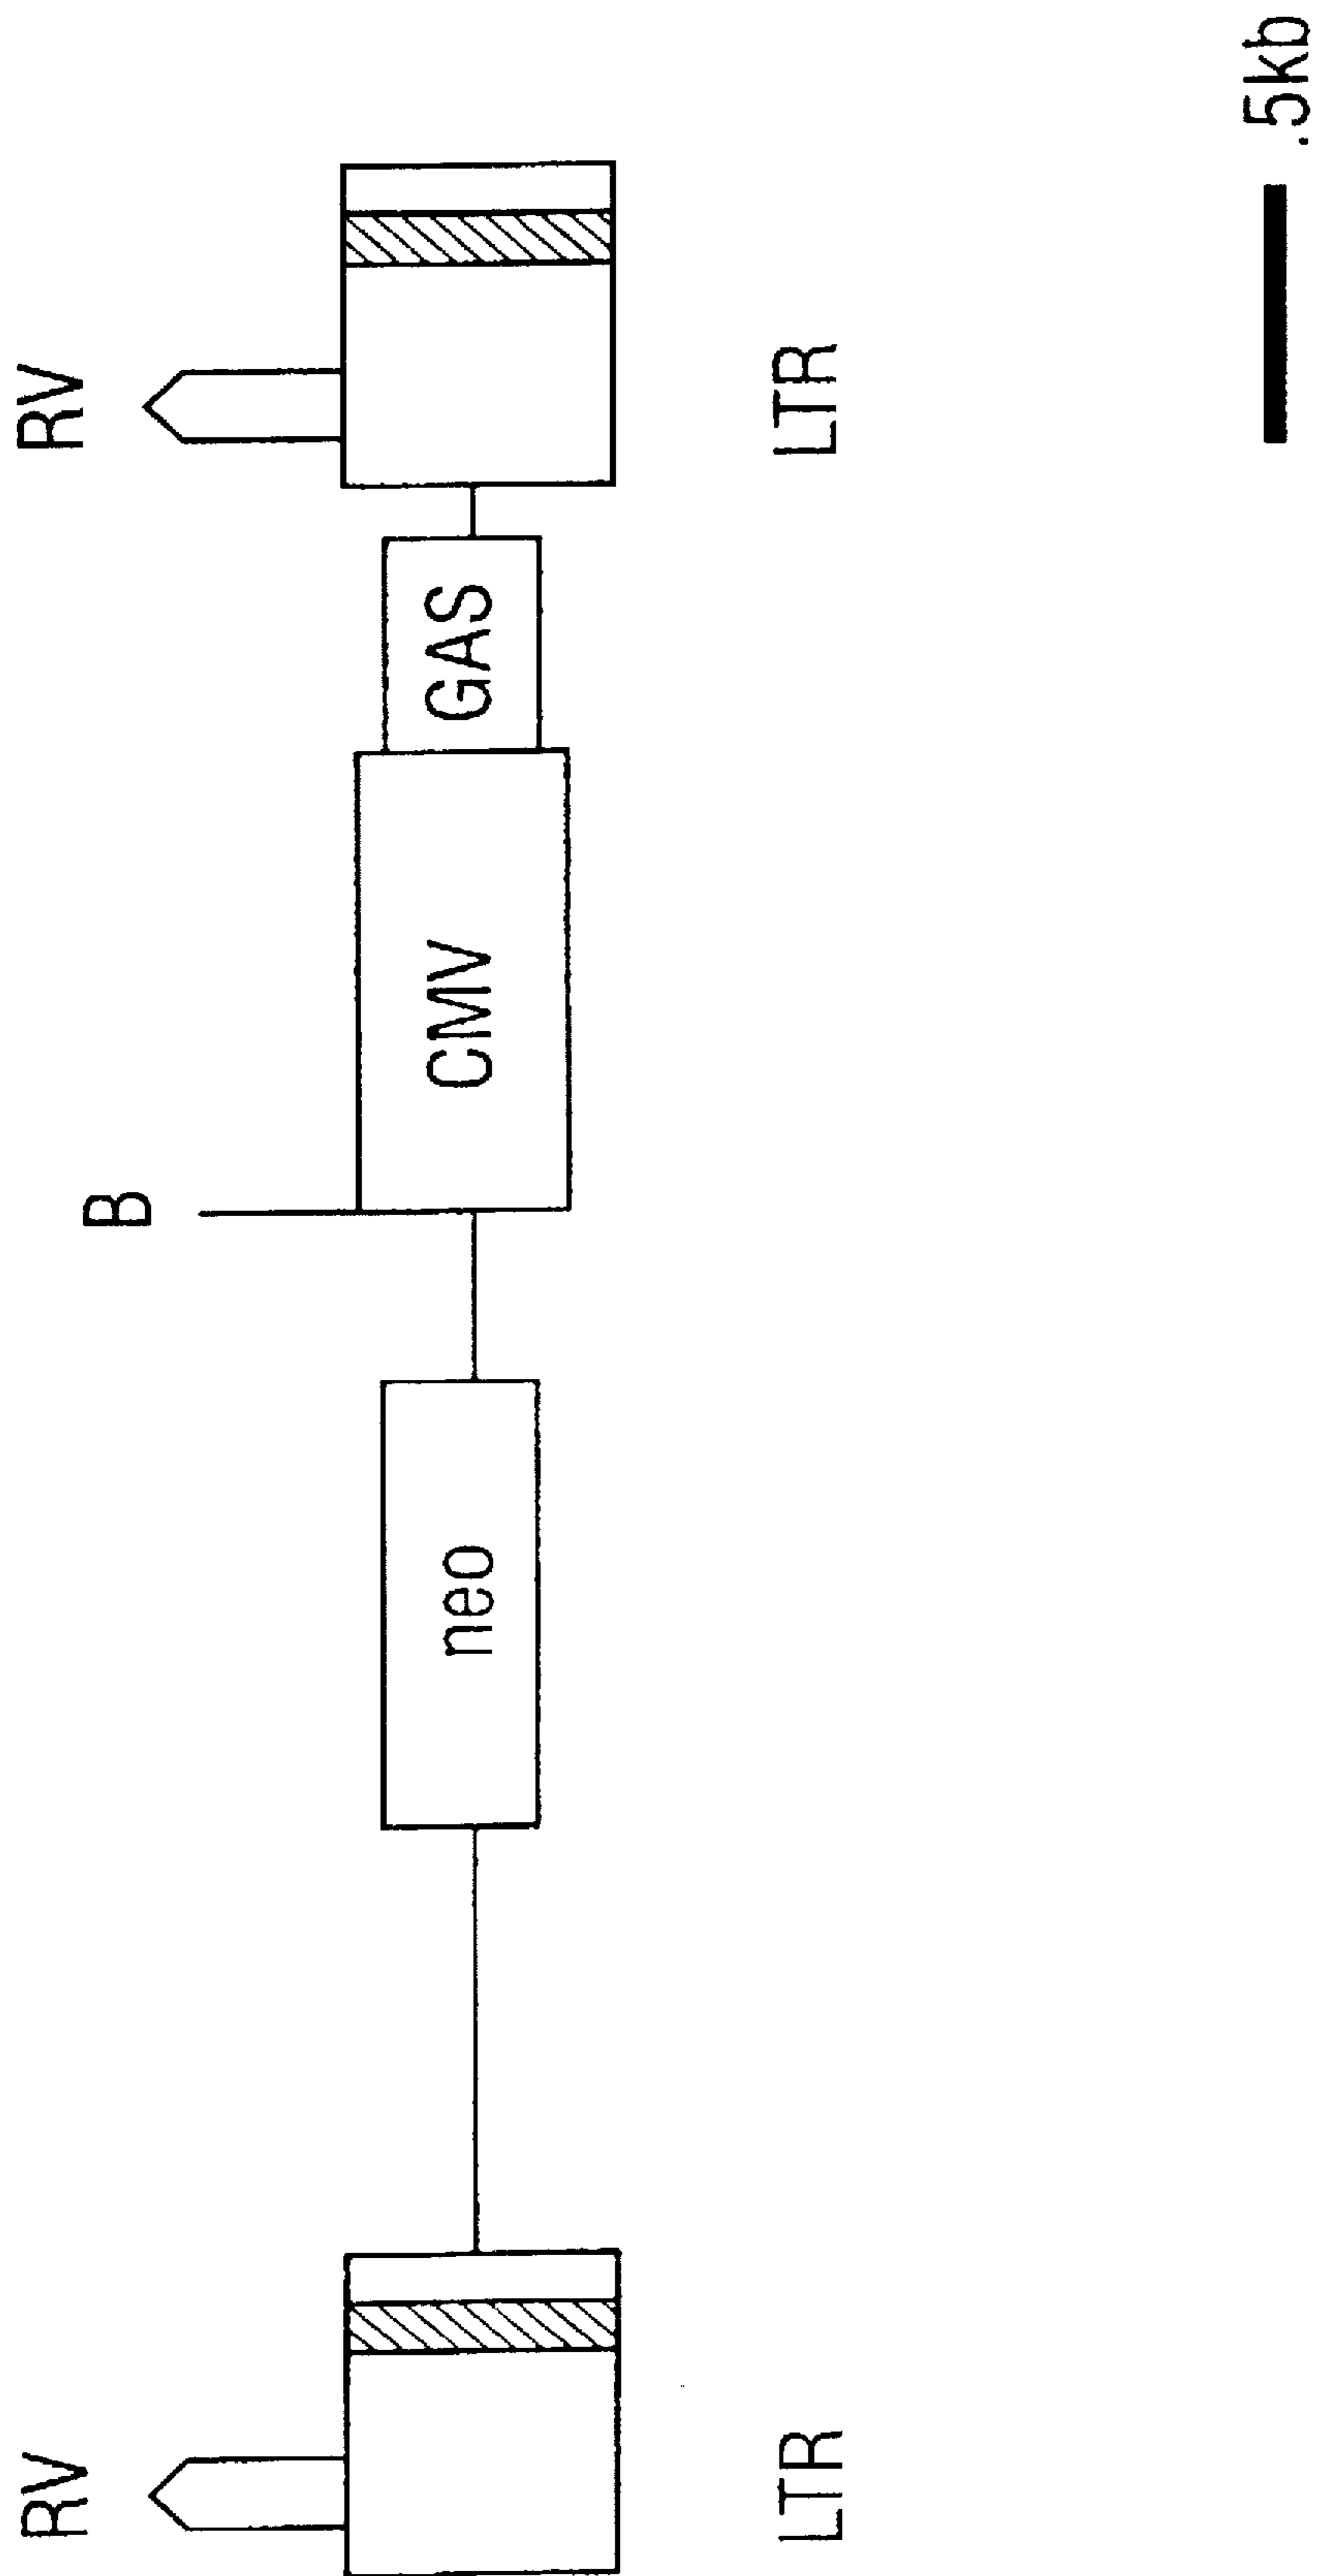 RV RV
B
neo CMV GAS
LTR LTR
.5kb